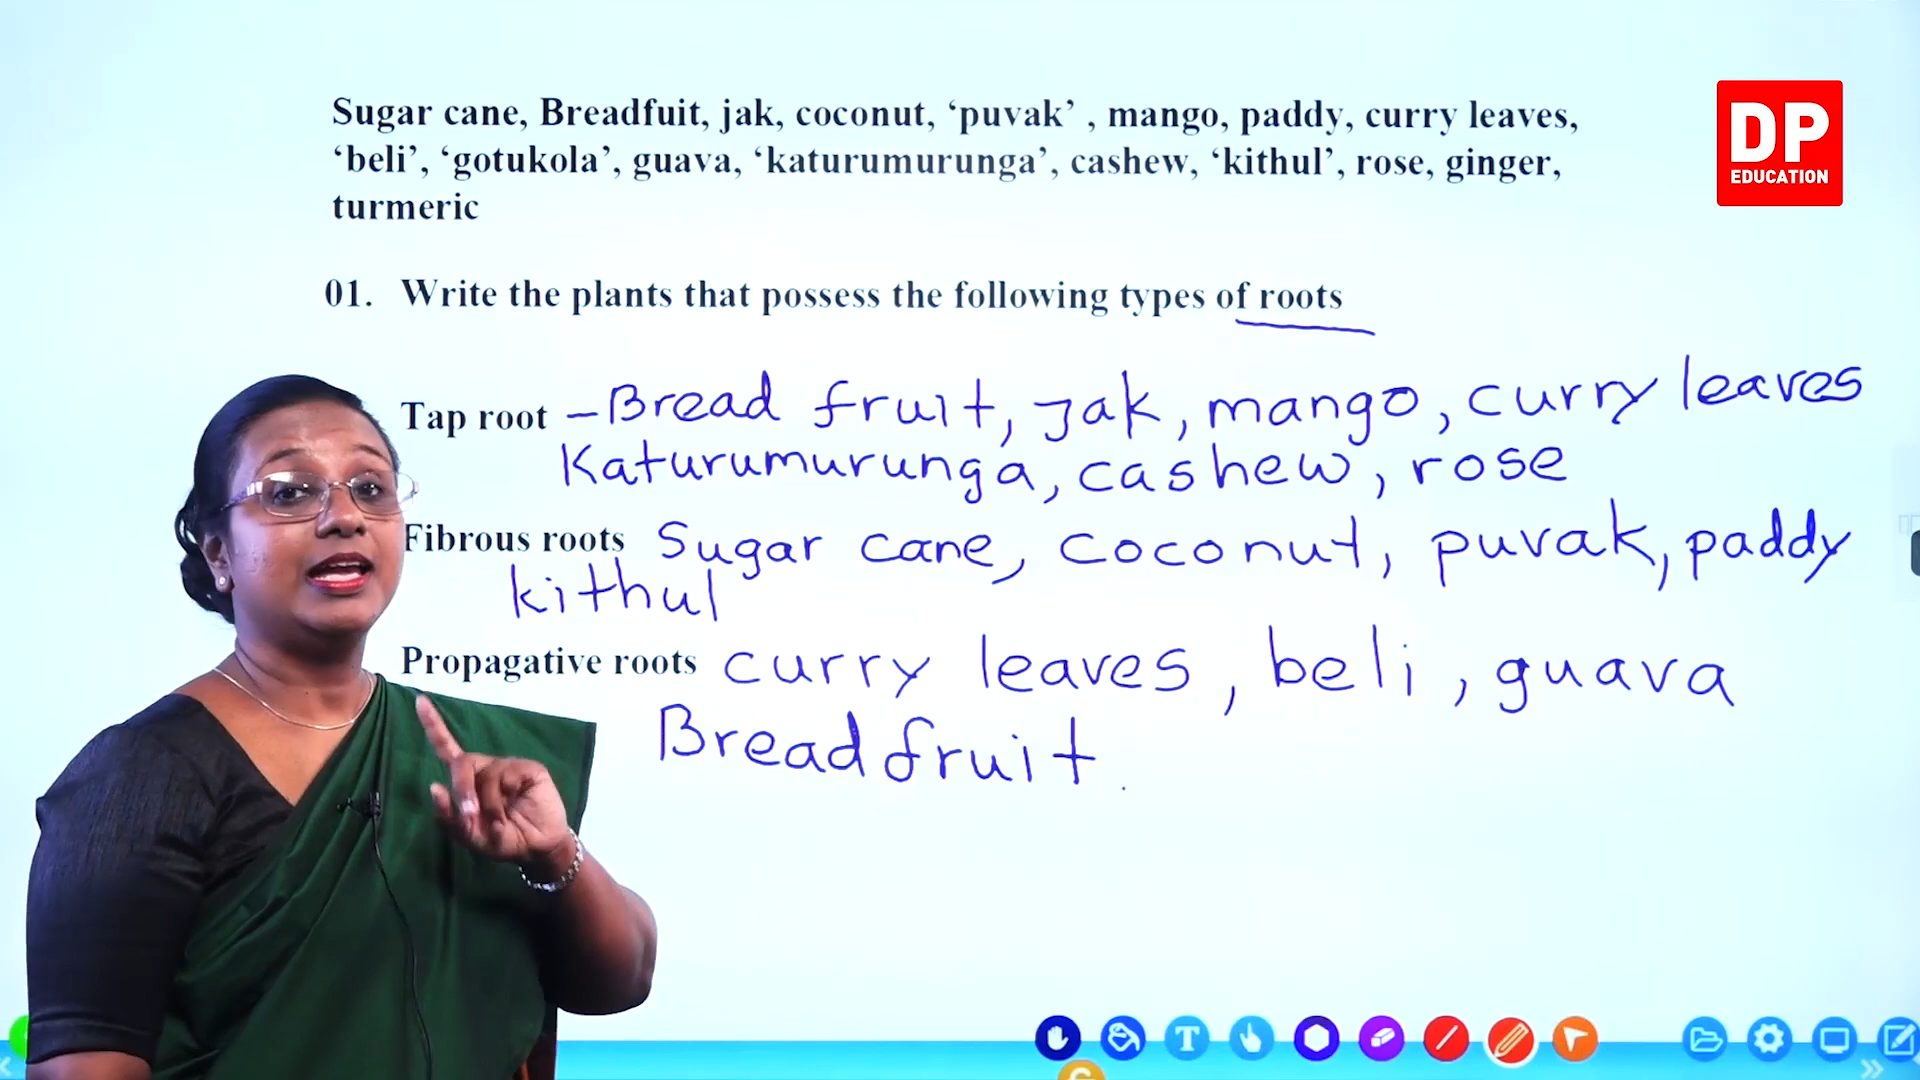 Sugar cane, Breadfuit, jak, coconut, ‘puvak’ , mango, paddy, curry leaves,
‘beli’, ‘gotukola’, guava, ‘katurumurunga’, cashew, ‘kithul’, rose, ginger,
turmeric
DP
EDUCATION
01. Write the plants that possess the following types of roots
Tap root – Bread fruit, Jak, mango, curry leaves
Katurumurunga, cashew, rose
Fibrous roots Sugar cane, coconut, puvak, paddy
kithul
Propagative roots curry leaves, beli, guava
Breadfruit.
T